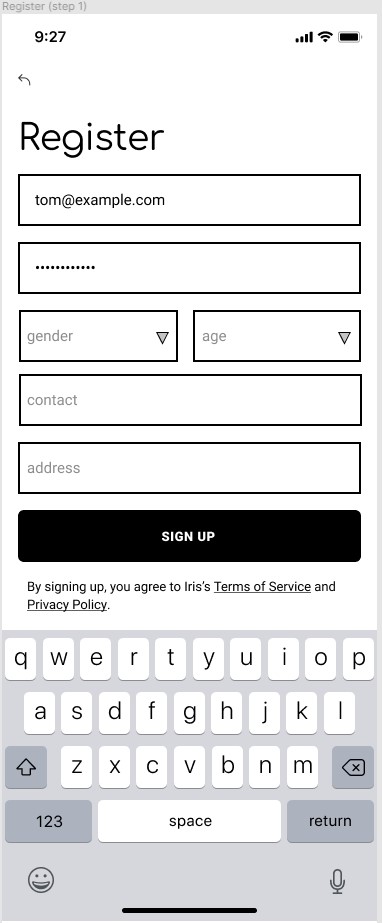 Register (step 1)
9:27
Register
tom@example.com
••••••••••••
gender
age
contact
address
SIGN UP
By signing up, you agree to Iris’s Terms of Service and
Privacy Policy.
q w e r t y u i o p
a s d f g h j k l
z x c v b n m
123 space return